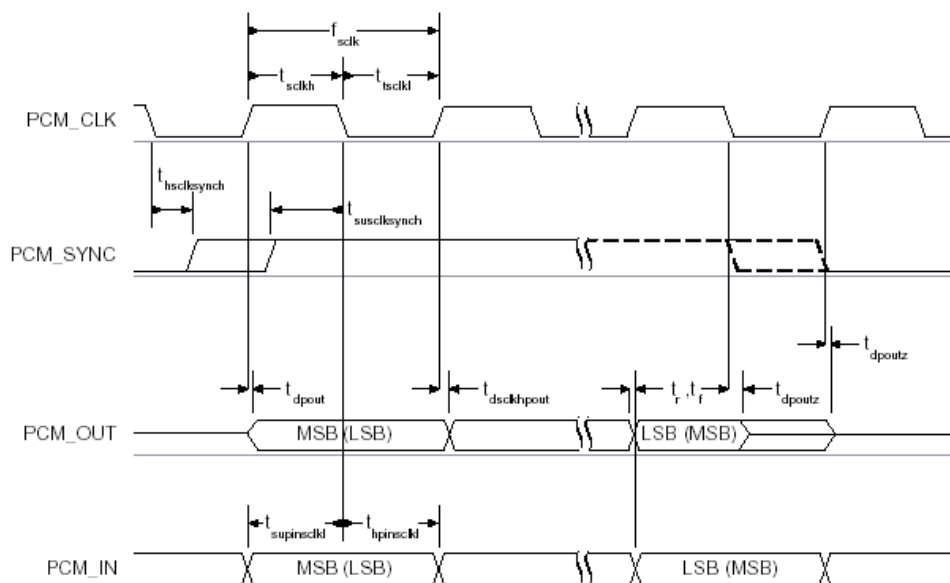 f_sclk
t_sclkh t_tsclkl
PCM_CLK
t_hsclksynch
t_susclksynch
PCM_SYNC
t_dpoutz
t_dpout t_dsclkhpout t_r ,t_f t_dpoutz
PCM_OUT MSB (LSB) LSB (MSB)
t_supinsclkl t_hpinsclkl
PCM_IN MSB (LSB) LSB (MSB)